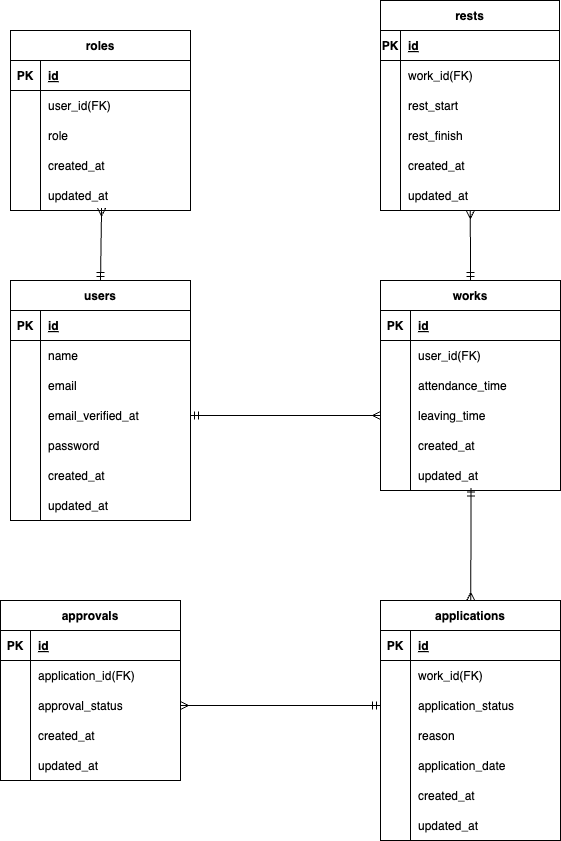 roles
PK id
user_id(FK)
role
created_at
updated_at
rests
PK id
work_id(FK)
rest_start
rest_finish
created_at
updated_at
users
PK id
name
email
email_verified_at
password
created_at
updated_at
works
PK id
user_id(FK)
attendance_time
leaving_time
created_at
updated_at
approvals
PK id
application_id(FK)
approval_status
created_at
updated_at
applications
PK id
work_id(FK)
application_status
reason
application_date
created_at
updated_at